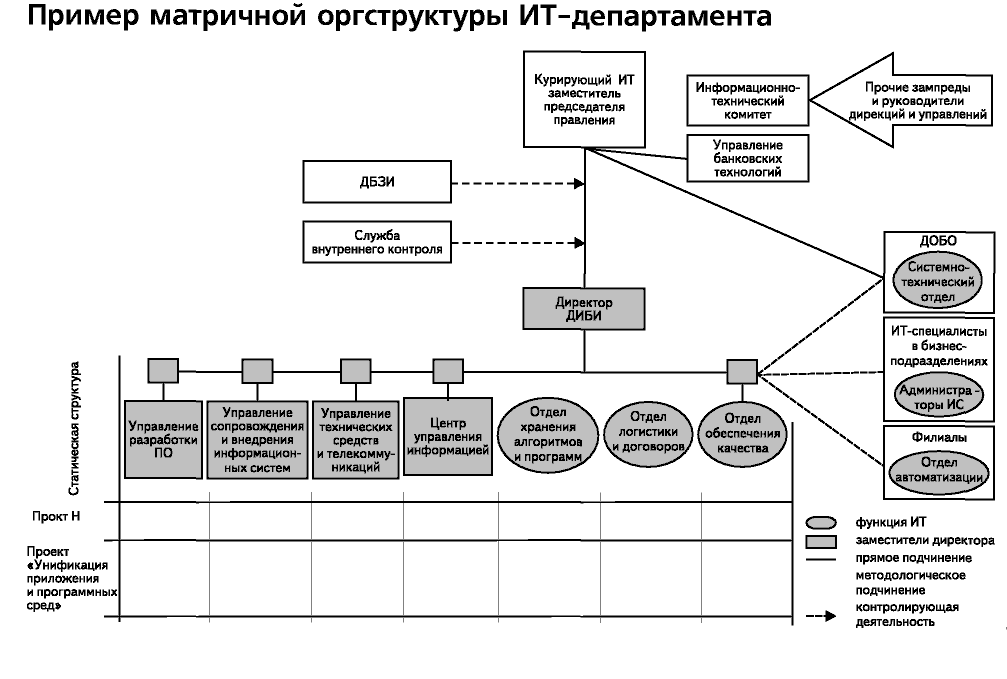 Пример матричной оргструктуры ИТ-департамента
Курирующий ИТ
заместитель
председателя
правления
Информационно-
технический
комитет
Прочие зампреды
и руководители
дирекций и управлений
Управление
банковских
технологий
ДБЗИ
Служба
внутреннего контроля
ДОБО
Системно-
технический
отдел
Директор
ДИБИ
ИТ-специалисты
в бизнес-
подразделениях
Администра-
торы ИС
Филиалы
Отдел
автоматизации
Статическая структура
Управление
разработки
ПО
Управление
сопровождения
и внедрения
информацион-
ных систем
Управление
технических
средств
и телекомму-
никаций
Центр
управления
информацией
Отдел
хранения
алгоритмов
и программ
Отдел
логистики
и договоров
Отдел
обеспечения
качества
Прокт Н
Проект
«Унификация
приложения
и программных
сред»
функция ИТ
заместители директора
прямое подчинение
методологическое
подчинение
контролирующая
деятельность